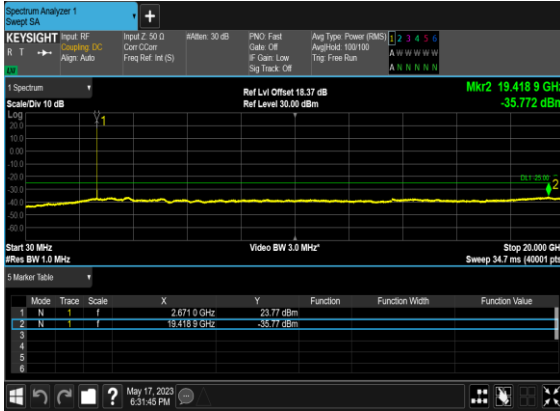 Spectrum Analyzer 1
Swept SA
+
KEYSIGHT Input: RF Input Z: 50 Ω #Atten: 30 dB PNO: Fast Avg Type: Power (RMS) 1 2 3 4 5 6
R T Coupling: DC Corr CCorr Gate: Off Avg|Hold: 100/100 A W W W W W
Align: Auto Freq Ref: Int (S) IF Gain: Low Trig: Free Run
Sig Track: Off A N N N N N
1 Spectrum Ref Lvl Offset 18.37 dB Mkr2 19.418 9 GHz
Scale/Div 10 dB Ref Level 30.00 dBm -35.772 dBm
Log
20.0
10.0
0.00
-10.0
-20.0
-30.0
-40.0
-50.0
-60.0
1
DL1 -25.00
2
Start 30 MHz Video BW 3.0 MHz* Stop 20.000 GH
#Res BW 1.0 MHz Sweep 34.7 ms (40001 pts
5 Marker Table
Mode Trace Scale X Y Function Function Width Function Value
1 N 1 f 2.671 0 GHz 23.77 dBm
2 N 1 f 19.418 9 GHz -35.77 dBm
3
4
5
6
? May 17, 2023
6:31:45 PM